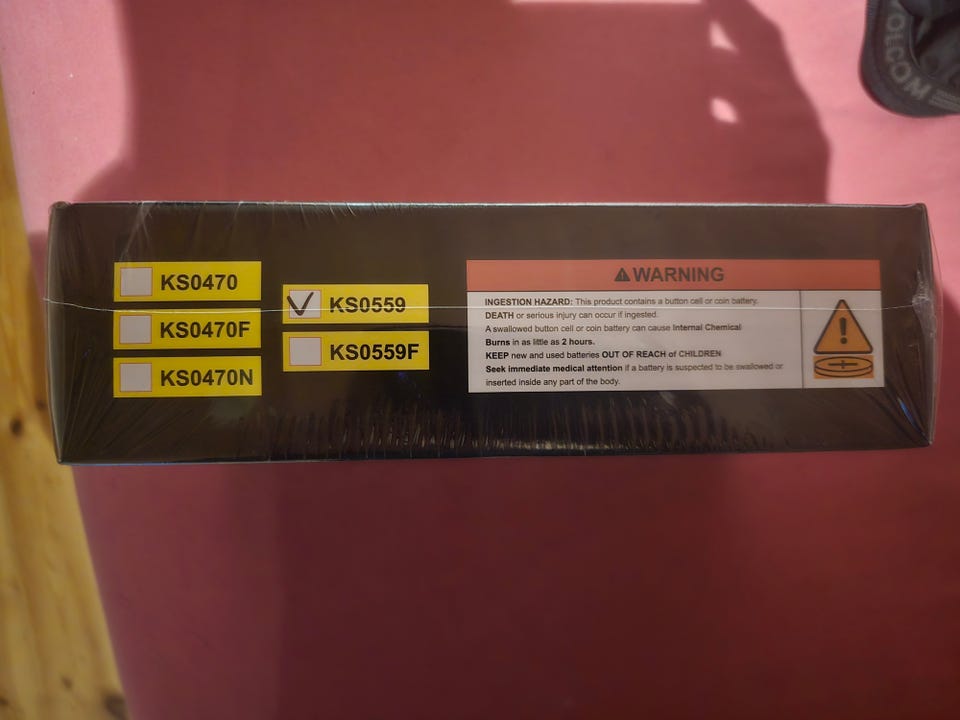 KS0470
KS0470F
KS0470N
KS0559
KS0559F
WARNING
INGESTION HAZARD: This product contains a button cell or coin battery.
DEATH or serious injury can occur if ingested.
A swallowed button cell or coin battery can cause Internal Chemical
Burns in as little as 2 hours.
KEEP new and used batteries OUT OF REACH of CHILDREN
Seek immediate medical attention if a battery is suspected to be swallowed or
inserted inside any part of the body.
VOLCOM